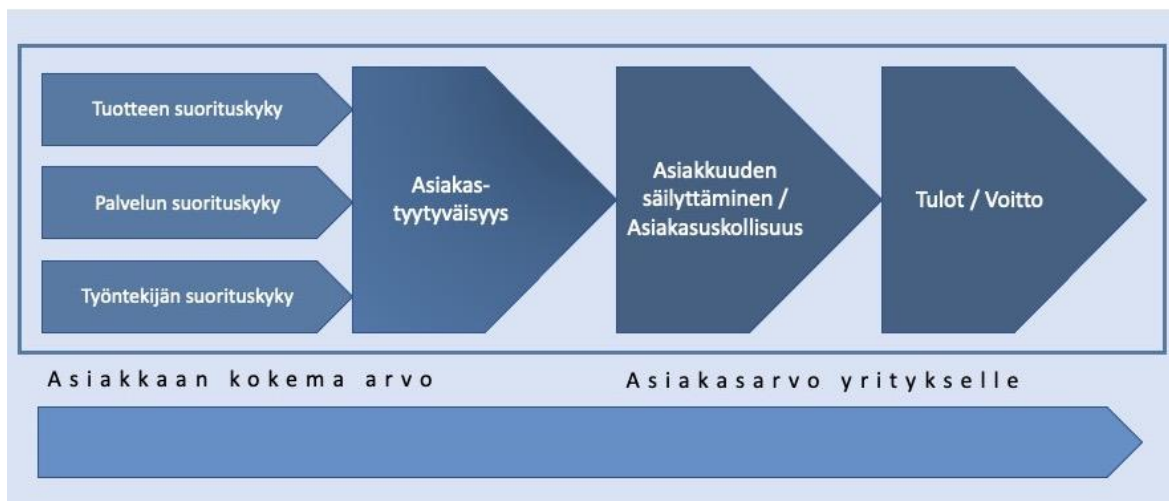 Tuotteen suorituskyky
Palvelun suorituskyky
Työntekijän suorituskyky
Asiakas-
tyytyväisyys
Asiakkuuden
säilyttäminen /
Asiakasuskollisuus
Tulot / Voitto
Asiakkaan kokema arvo
Asiakasarvo yritykselle